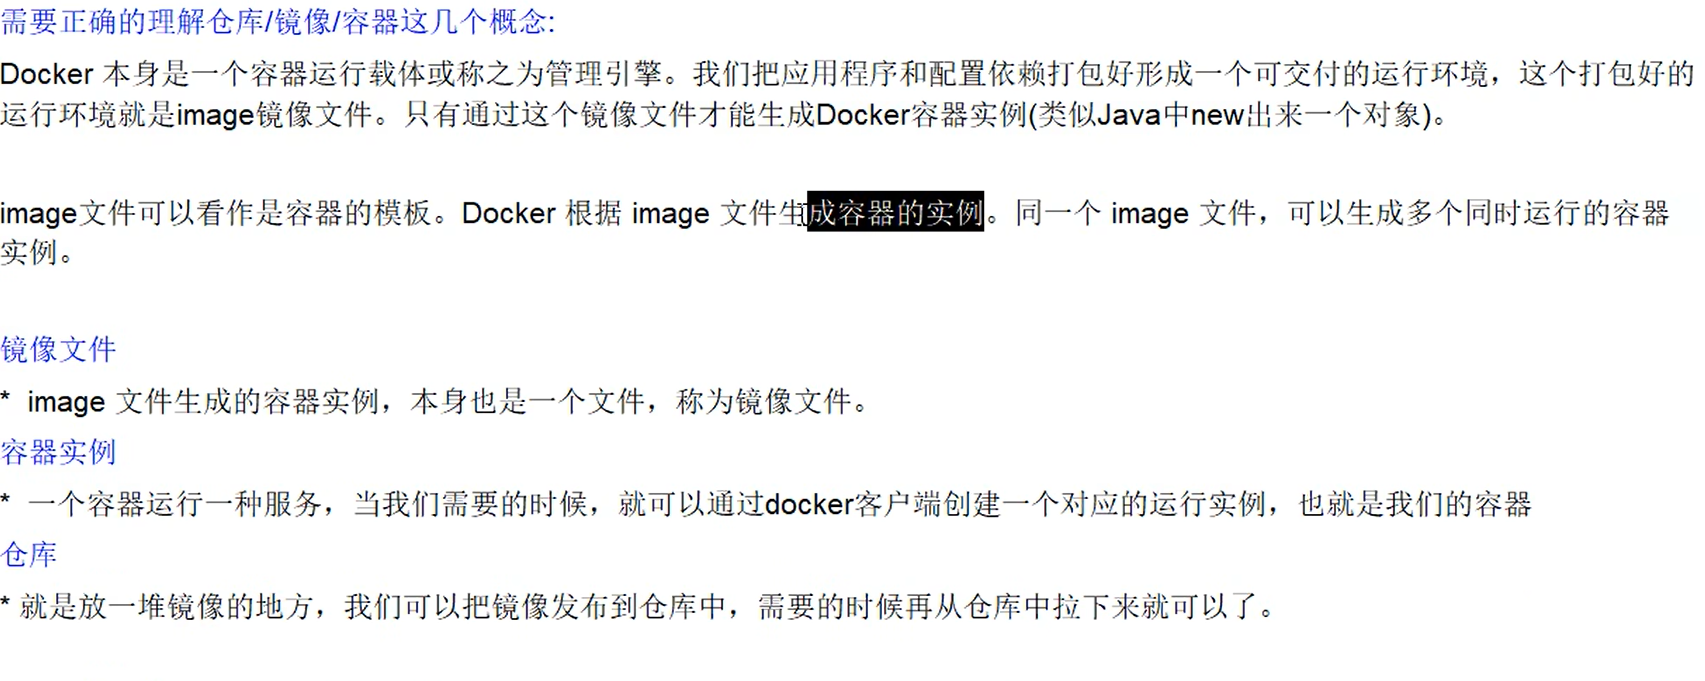 需要正确的理解仓库/镜像/容器这几个概念:
Docker 本身是一个容器运行载体或称之为管理引擎。我们把应用程序和配置依赖打包好形成一个可交付的运行环境，这个打包好的
运行环境就是image镜像文件。只有通过这个镜像文件才能生成Docker容器实例(类似Java中new出来一个对象)。
image文件可以看作是容器的模板。Docker 根据 image 文件生成容器的实例。同一个 image 文件，可以生成多个同时运行的容器
实例。
镜像文件
* image 文件生成的容器实例，本身也是一个文件，称为镜像文件。
容器实例
* 一个容器运行一种服务，当我们需要的时候，就可以通过docker客户端创建一个对应的运行实例，也就是我们的容器
仓库
* 就是放一堆镜像的地方，我们可以把镜像发布到仓库中，需要的时候再从仓库中拉下来就可以了。